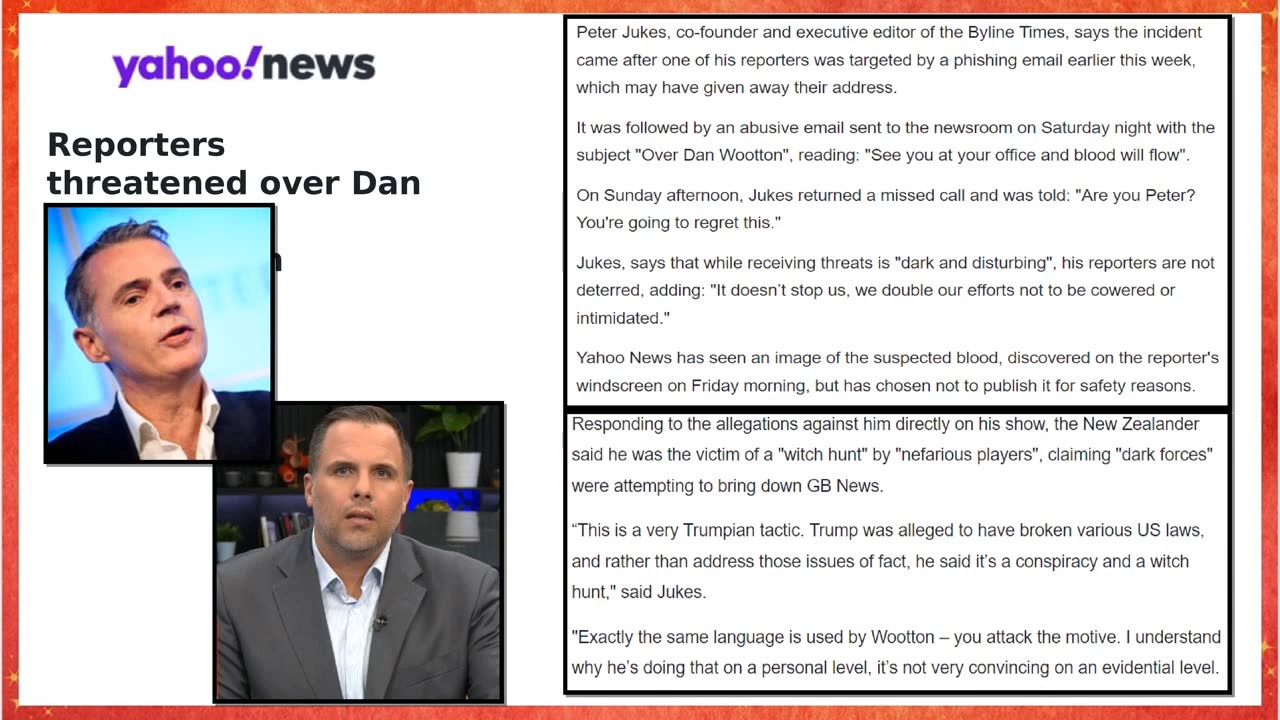 yahoo!news
Reporters
threatened over Dan
n
Peter Jukes, co-founder and executive editor of the Byline Times, says the incident
came after one of his reporters was targeted by a phishing email earlier this week,
which may have given away their address.
It was followed by an abusive email sent to the newsroom on Saturday night with the
subject "Over Dan Wootton", reading: "See you at your office and blood will flow".
On Sunday afternoon, Jukes returned a missed call and was told: "Are you Peter?
You're going to regret this."
Jukes, says that while receiving threats is "dark and disturbing", his reporters are not
deterred, adding: "It doesn’t stop us, we double our efforts not to be cowered or
intimidated."
Yahoo News has seen an image of the suspected blood, discovered on the reporter's
windscreen on Friday morning, but has chosen not to publish it for safety reasons.
Responding to the allegations against him directly on his show, the New Zealander
said he was the victim of a "witch hunt" by "nefarious players", claiming "dark forces"
were attempting to bring down GB News.
“This is a very Trumpian tactic. Trump was alleged to have broken various US laws,
and rather than address those issues of fact, he said it’s a conspiracy and a witch
hunt," said Jukes.
"Exactly the same language is used by Wootton – you attack the motive. I understand
why he’s doing that on a personal level, it’s not very convincing on an evidential level.